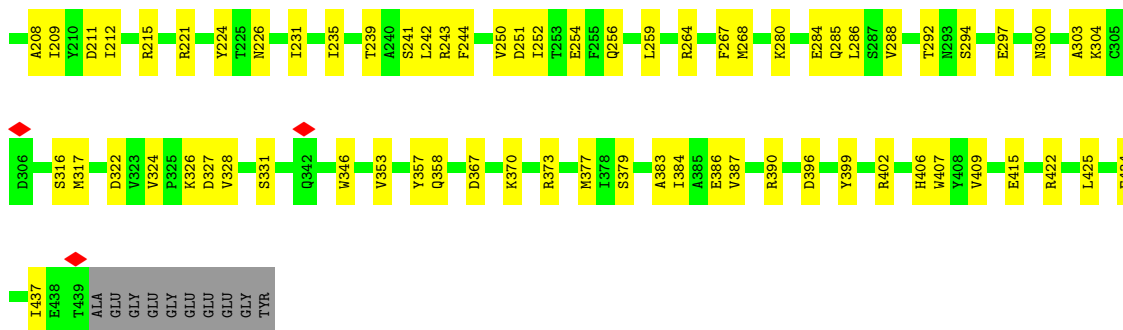 A208 I209 Y210 D211 I212 R215 R221 Y224 T225 N226 I231 I235 T239 A240 S241 L242 R243 F244 V250 D251 I252 T253 E254 F255 Q256 L259 R264 F267 M268 K280 E284 Q285 L286 S287 V288 T292 N293 S294 E297 N300 A303 K304 C305
D306 S316 M317 D322 V323 V324 P325 K326 D327 V328 S331 Q342 W346 V353 Y357 Q358 D367 K370 R373 M377 I378 S379 A383 I384 A385 E386 V387 R390 D396 Y399 R402 H406 W407 Y408 V409 E415 R422 L425
I437 E438 T439 ALA GLU GLY GLU GLY GLU GLU GLU GLY TYR